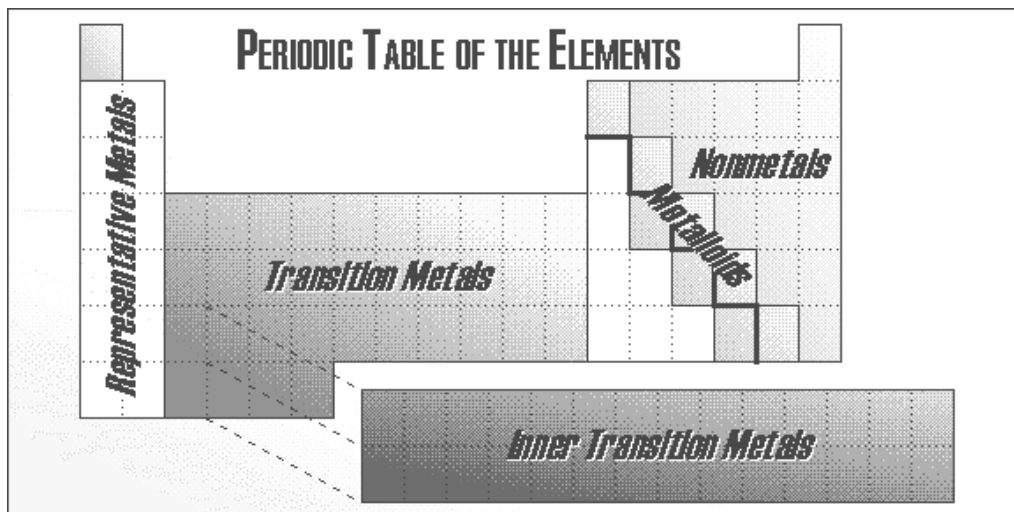 PERIODIC TABLE OF THE ELEMENTS
Representative Metals
Nonmetals
Metalloids
Transition Metals
Inner Transition Metals